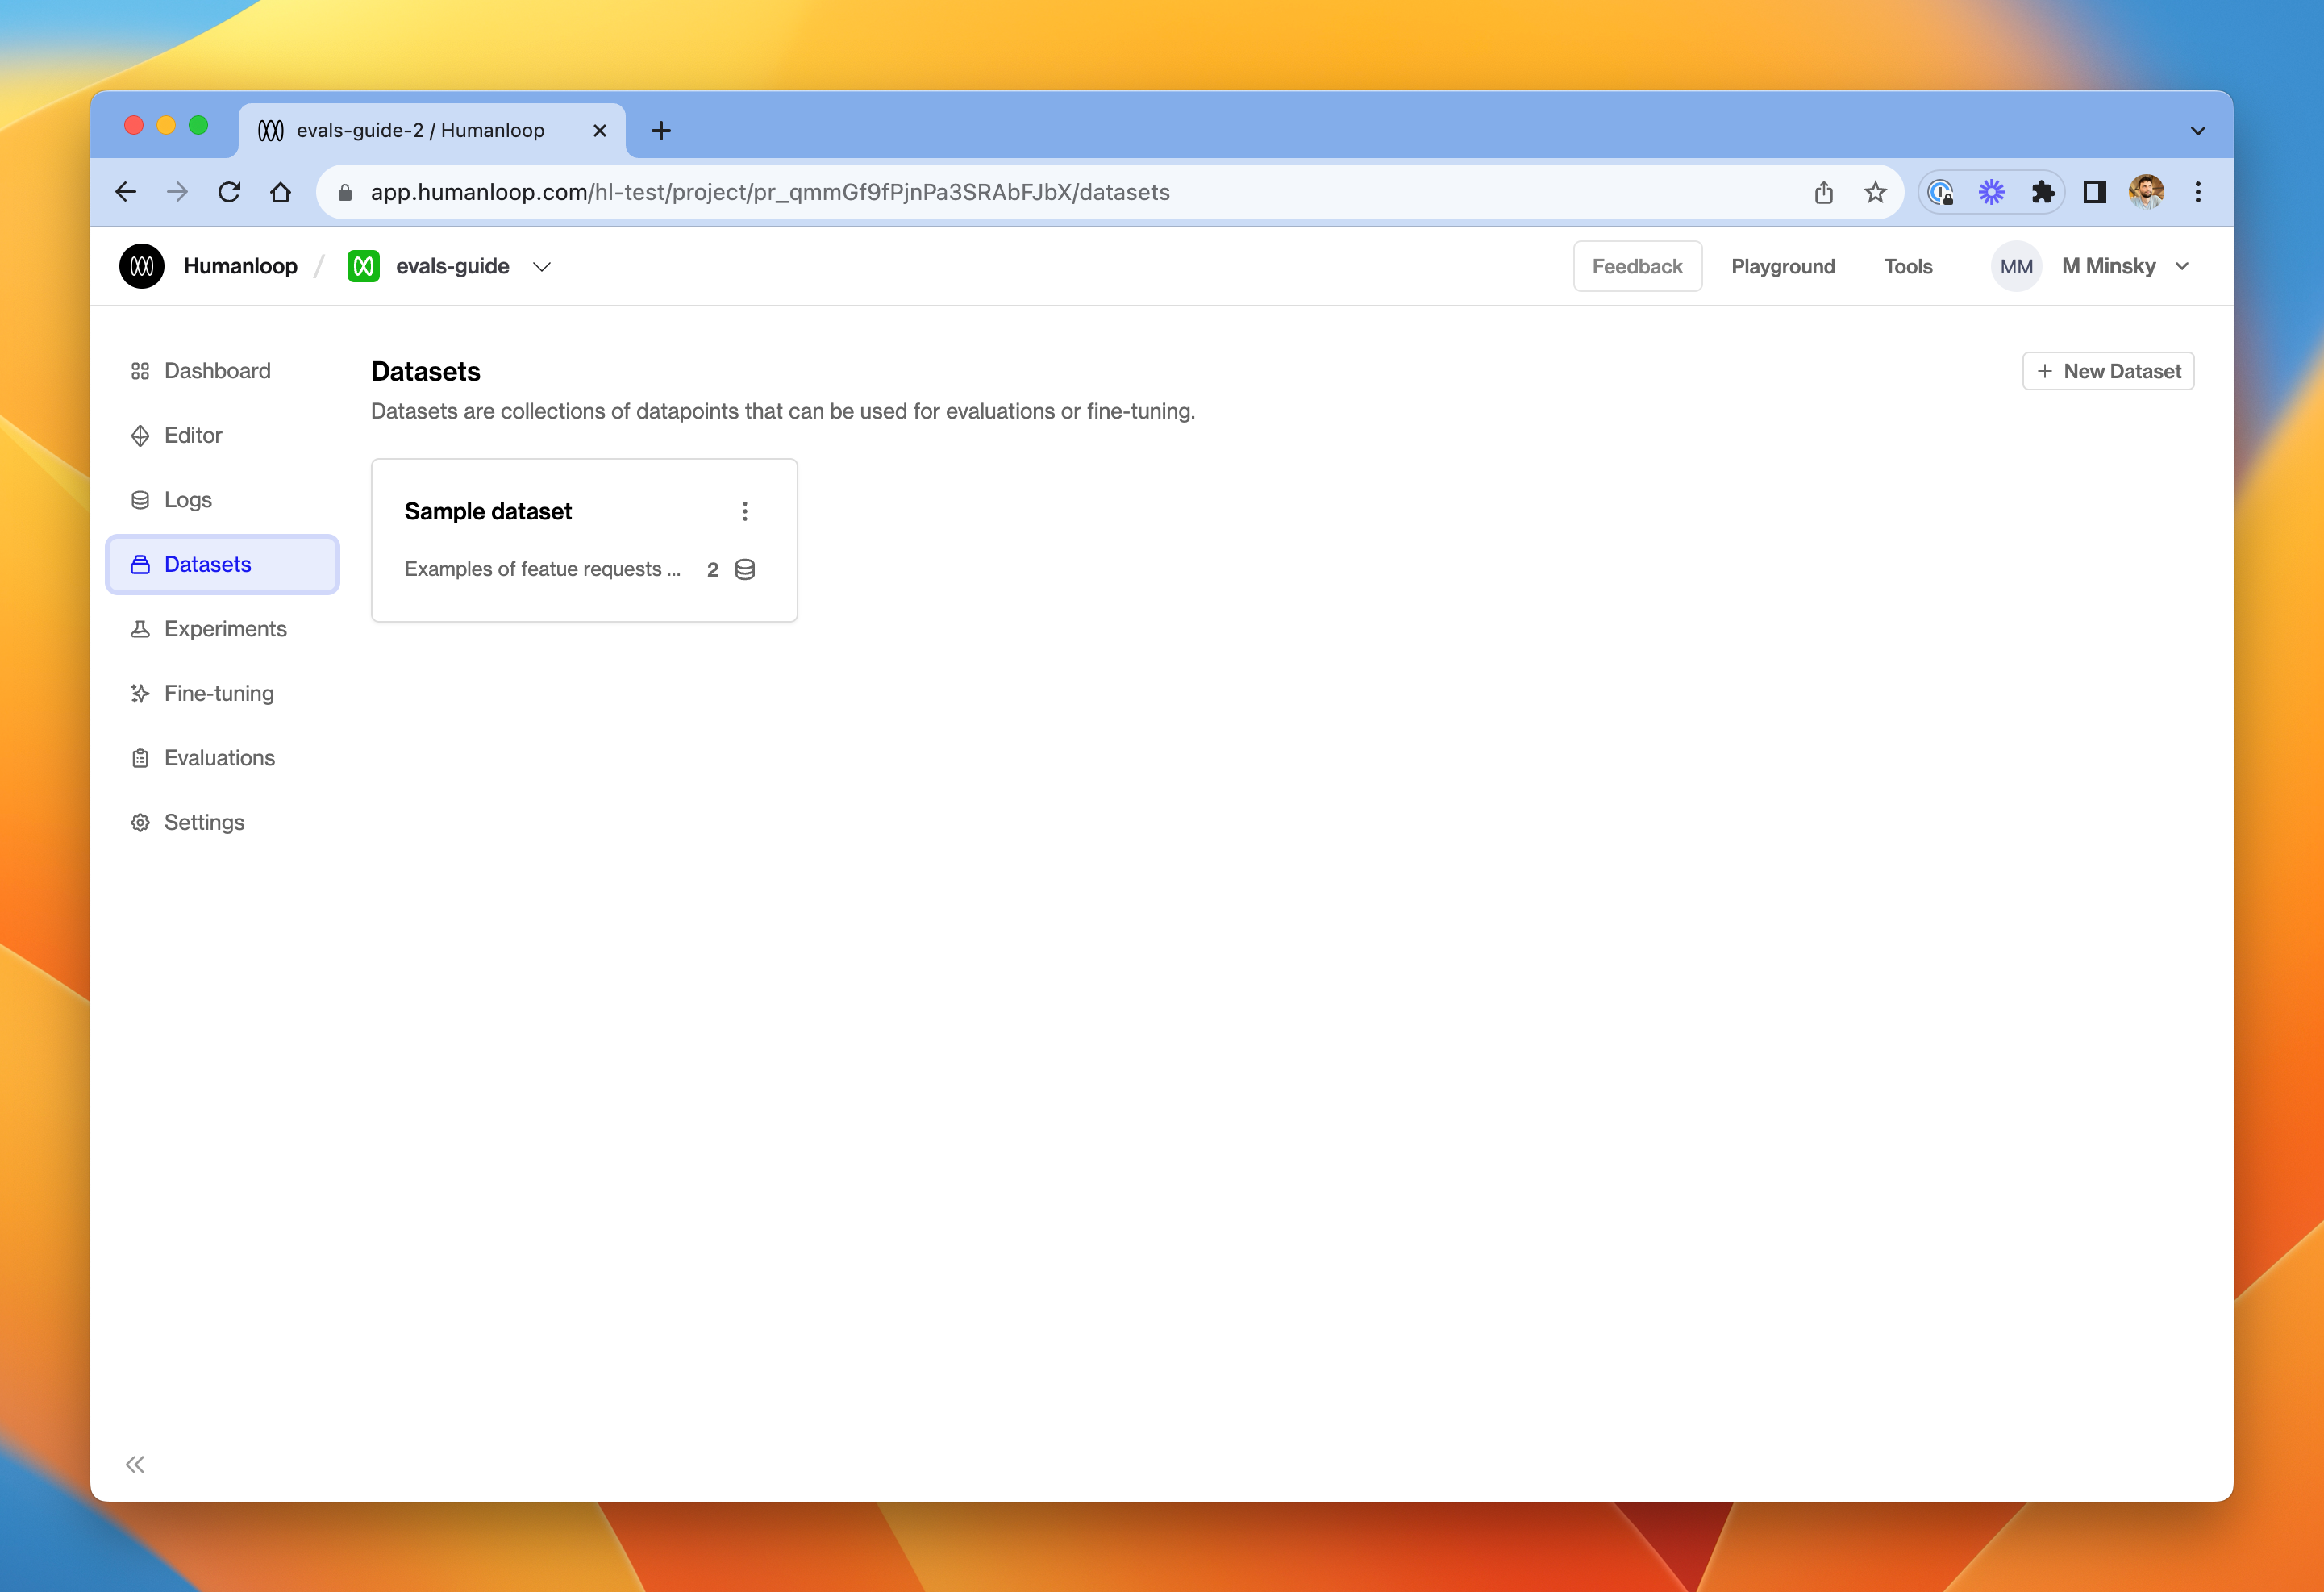 evals-guide-2 / Humanloop
app.humanloop.com/hl-test/project/pr_qmmGf9fPjnPa3SRAbFJbX/datasets
Humanloop / evals-guide
Feedback Playground Tools MM M Minsky
Dashboard
Editor
Logs
Datasets
Experiments
Fine-tuning
Evaluations
Settings
Datasets
+ New Dataset
Datasets are collections of datapoints that can be used for evaluations or fine-tuning.
Sample dataset
Examples of featue requests ... 2